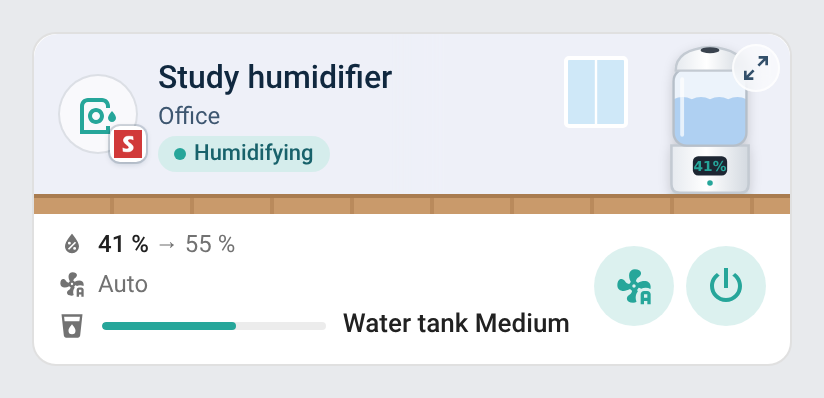 Study humidifier
Office
S
Humidifying
41%
41 % → 55 %
Auto
A
A
Water tank Medium